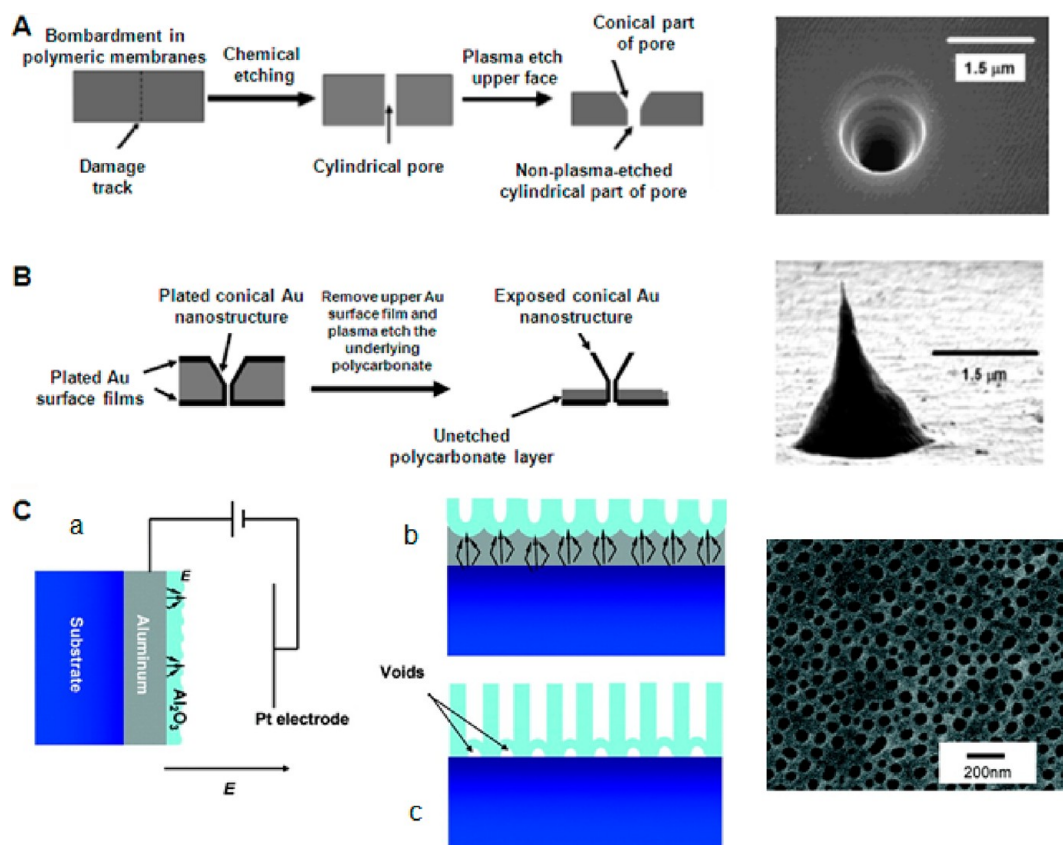 A
Bombardment in
polymeric membranes
Chemical
etching
Plasma etch
upper face
Conical part
of pore
1.5 μm
Damage
track
Cylindrical pore
Non-plasma-etched
cylindrical part of pore
B
Plated conical Au
nanostructure
Remove upper Au
surface film and
plasma etch the
underlying
polycarbonate
Exposed conical Au
nanostructure
1.5 μm
Plated Au
surface films
Unetched
polycarbonate layer
C
a
b
E
Substrate
Aluminum
Al₂O₃
Pt electrode
E
Voids
c
200nm